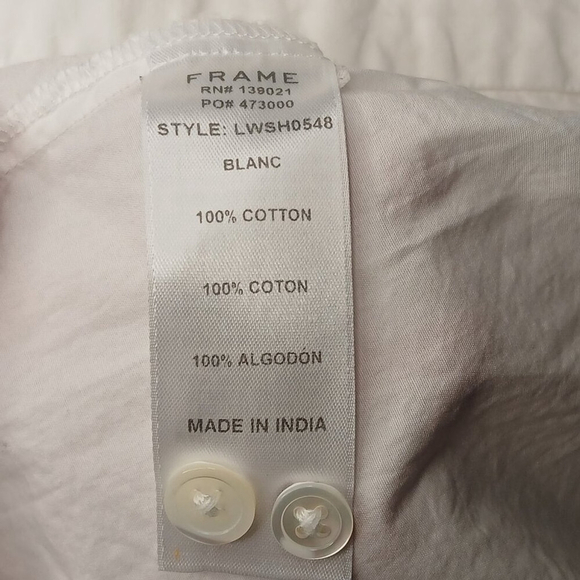 FRAME
RN# 139021
PO# 473000
STYLE: LWSH0548
BLANC
100% COTTON
100% COTON
100% ALGODÓN
MADE IN INDIA